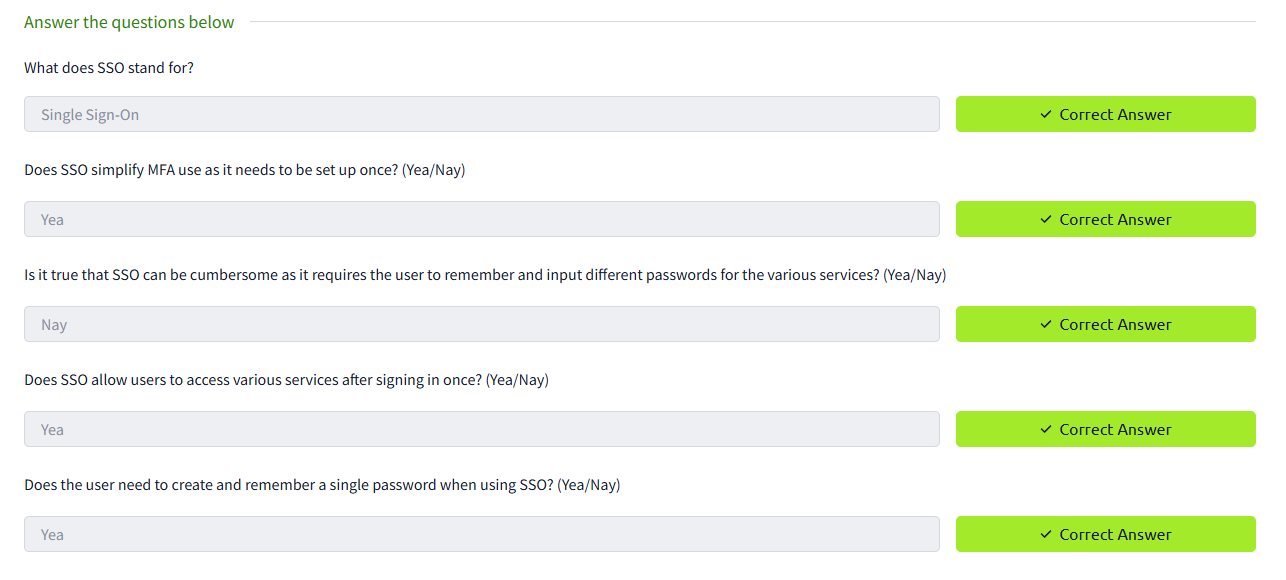 Answer the questions below
What does SSO stand for?
Single Sign-On
✓ Correct Answer
Does SSO simplify MFA use as it needs to be set up once? (Yea/Nay)
Yea
✓ Correct Answer
Is it true that SSO can be cumbersome as it requires the user to remember and input different passwords for the various services? (Yea/Nay)
Nay
✓ Correct Answer
Does SSO allow users to access various services after signing in once? (Yea/Nay)
Yea
✓ Correct Answer
Does the user need to create and remember a single password when using SSO? (Yea/Nay)
Yea
✓ Correct Answer